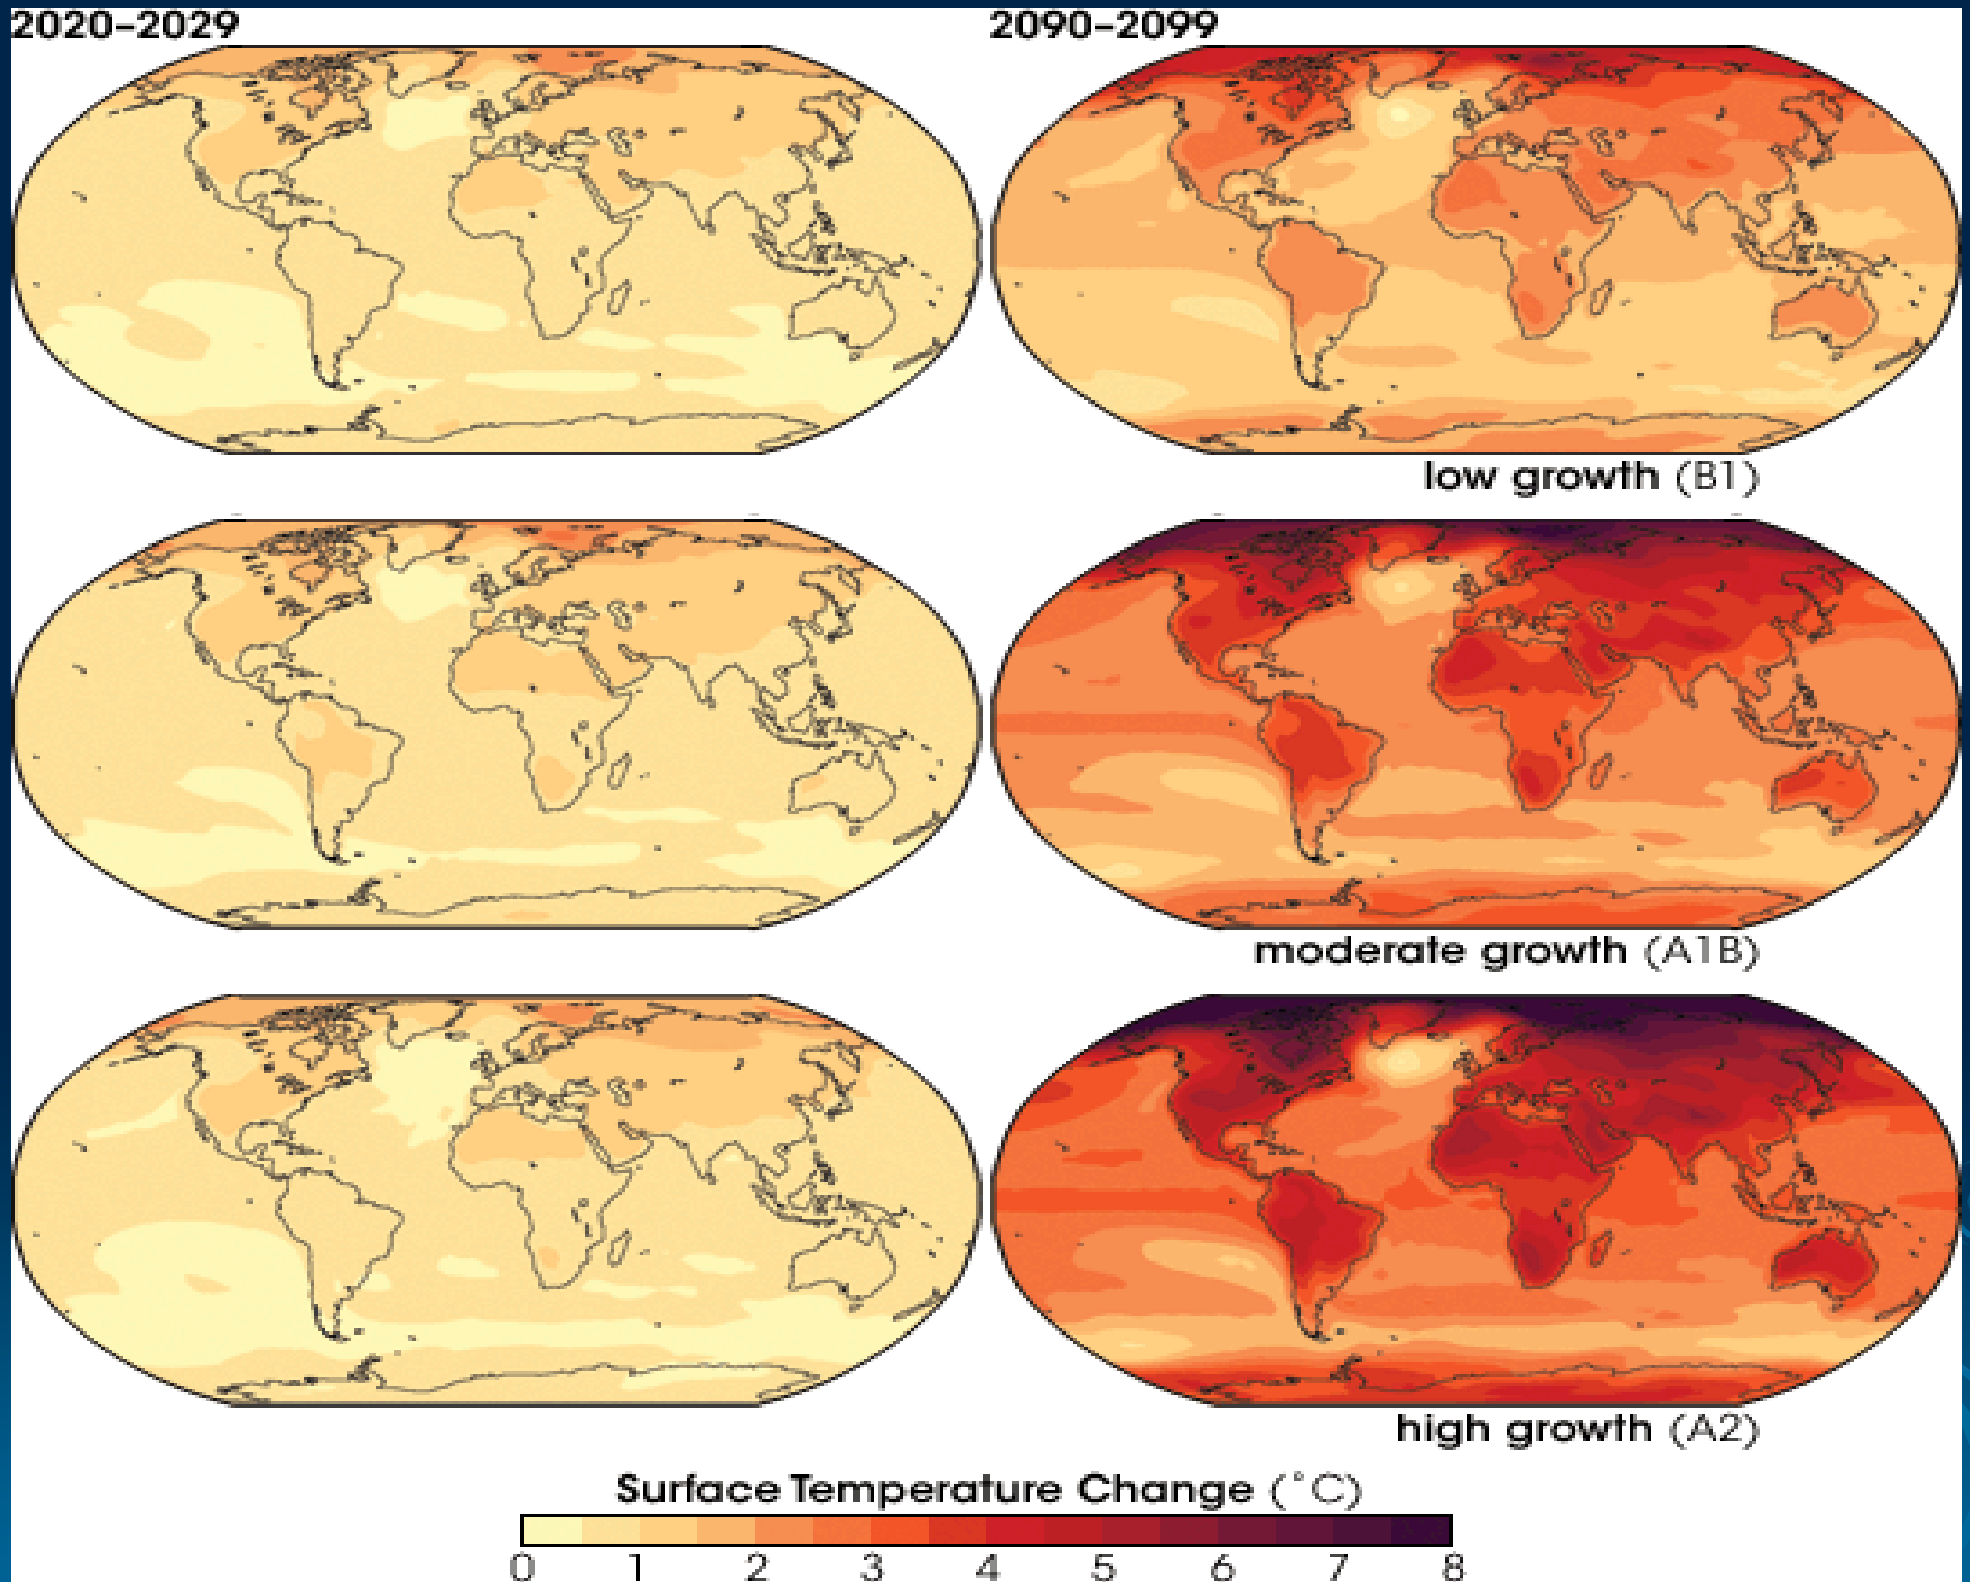 2020–2029
2090–2099
low growth (B1)
moderate growth (A1B)
high growth (A2)
Surface Temperature Change (°C)
0 1 2 3 4 5 6 7 8